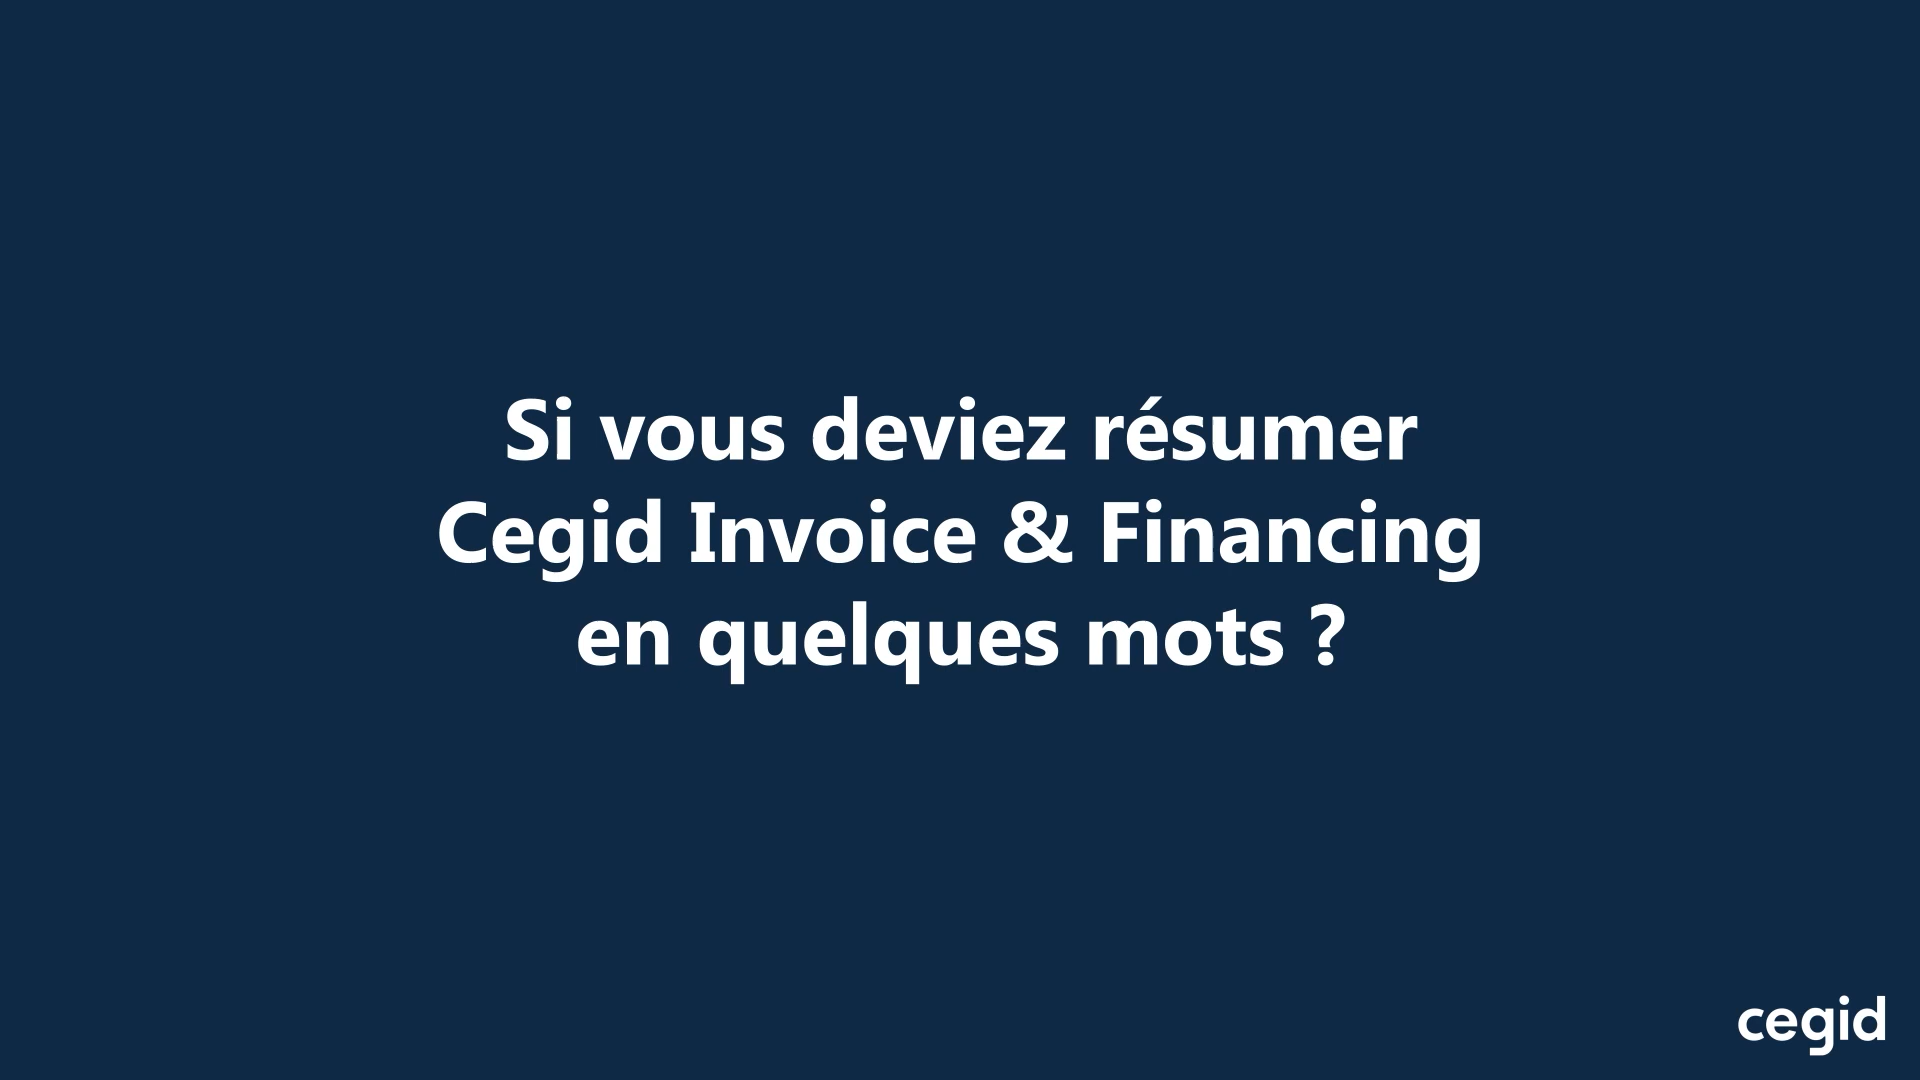 Si vous deviez résumer
Cegid Invoice & Financing
en quelques mots ?
cegid